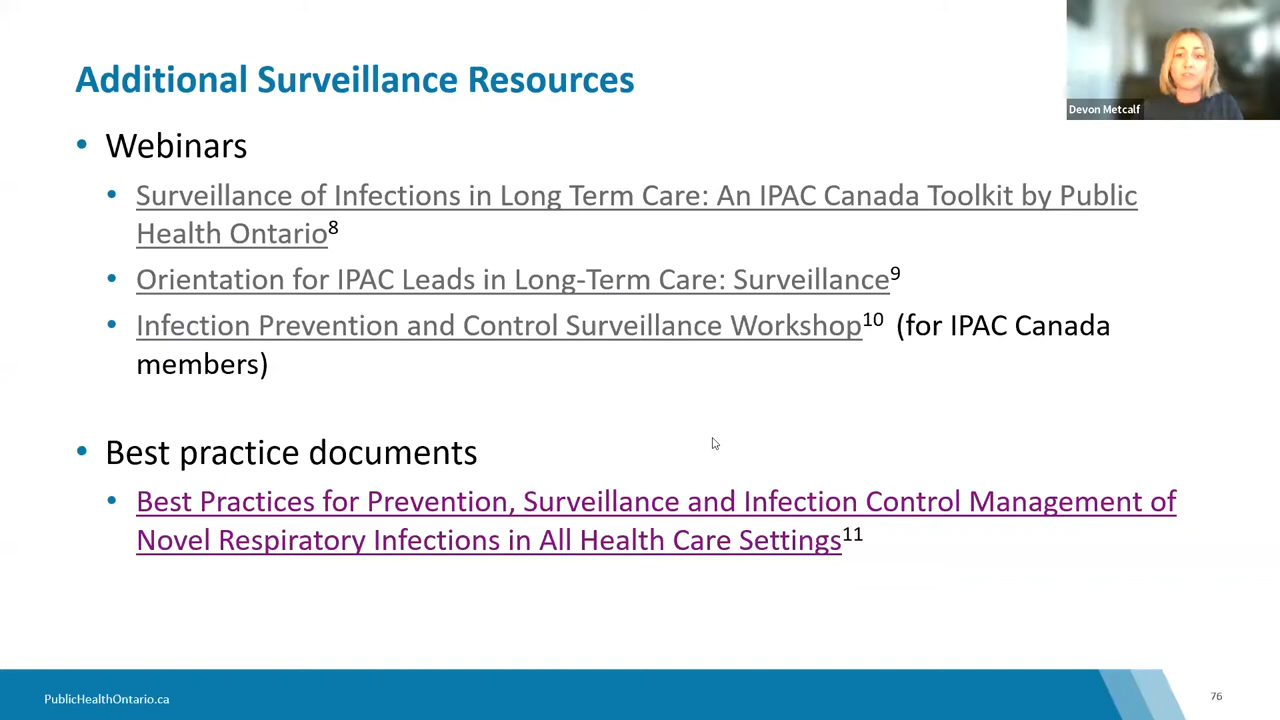 Additional Surveillance Resources
Devon Metcalf
• Webinars
• Surveillance of Infections in Long Term Care: An IPAC Canada Toolkit by Public
Health Ontario8
• Orientation for IPAC Leads in Long-Term Care: Surveillance9
• Infection Prevention and Control Surveillance Workshop10 (for IPAC Canada
members)
• Best practice documents
• Best Practices for Prevention, Surveillance and Infection Control Management of
Novel Respiratory Infections in All Health Care Settings11
PublicHealthOntario.ca
76